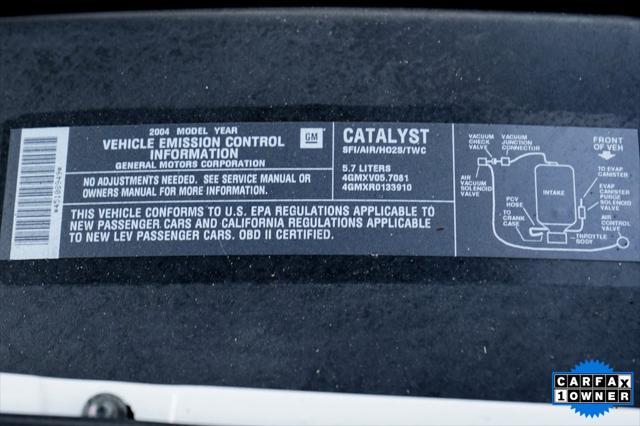 2004 MODEL YEAR
VEHICLE EMISSION CONTROL
INFORMATION
GENERAL MOTORS CORPORATION
GM
NO ADJUSTMENTS NEEDED. SEE SERVICE MANUAL OR
OWNERS MANUAL FOR MORE INFORMATION.
CATALYST
SFI/AIR/HO2S/TWC
5.7 LITERS
4GMXV05.7081
4GMXR0133910
THIS VEHICLE CONFORMS TO U.S. EPA REGULATIONS APPLICABLE TO
NEW PASSENGER CARS AND CALIFORNIA REGULATIONS APPLICABLE
TO NEW LEV PASSENGER CARS. OBD II CERTIFIED.
VACUUM
CHECK
VALVE
VACUUM
JUNCTION
CONNECTOR
FRONT
OF VEH
AIR
VACUUM
SOLENOID
VALVE
INTAKE
TO EVAP
CANISTER
EVAP
CANISTER
PURGE
SOLENOID
VALVE
PCV
HOSE
TO CRANK
CASE
AIR
CONTROL
VALVE
THROTTLE
BODY
CARFAX
1 OWNER